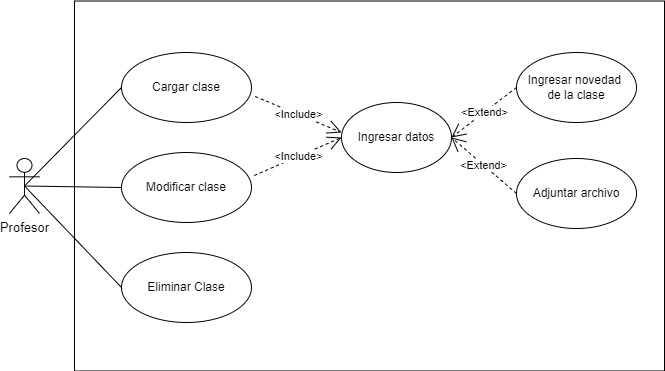 Cargar clase
<Include>
Ingresar novedad
de la clase
<Extend>
Ingresar datos
<Include>
Modificar clase
<Extend>
Adjuntar archivo
Profesor
Eliminar Clase